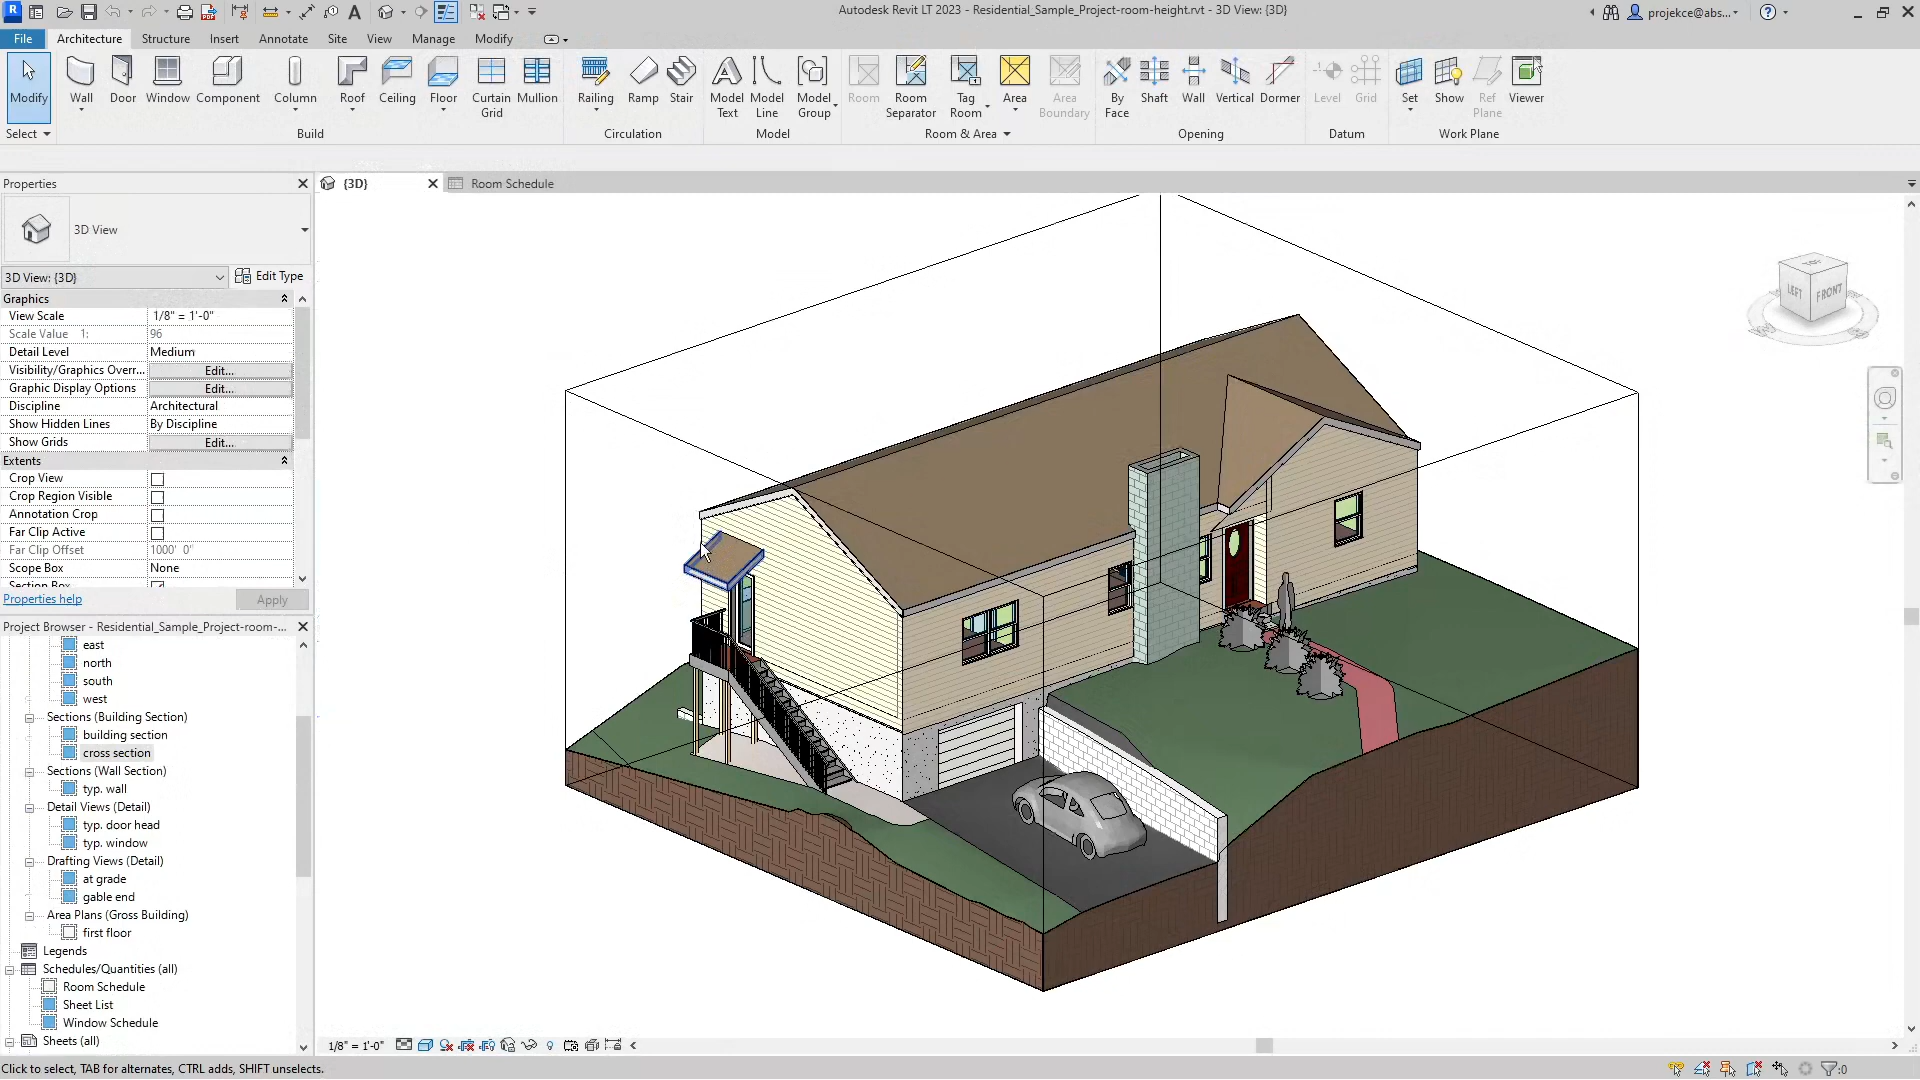 Autodesk Revit LT 2023 - Residential_Sample_Project-room-height.rvt - 3D View: {3D}
projekce@abs...
File Architecture Structure Insert Annotate Site View Manage Modify
Modify Wall Door Window Component Column Roof Ceiling Floor Curtain Grid Mullion Railing Ramp Stair Model Text Model Line Model Group Room Room Separator Tag Room Area Area Boundary By Face Shaft Wall Vertical Dormer Level Grid Set Show Ref Plane Viewer
Select Build Circulation Model Room & Area Opening Datum Work Plane
Properties
{3D}
Room Schedule
3D View
3D View: {3D}
Edit Type
Graphics
View Scale 1/8" = 1'-0"
Scale Value 1: 96
Detail Level Medium
Visibility/Graphics Overr... Edit...
Graphic Display Options Edit...
Discipline Architectural
Show Hidden Lines By Discipline
Show Grids Edit...
Extents
Crop View
Crop Region Visible
Annotation Crop
Far Clip Active
Far Clip Offset 1000' 0"
Scope Box None
Section Box
Properties help Apply
Project Browser - Residential_Sample_Project-room-...
east
north
south
west
Sections (Building Section)
building section
cross section
Sections (Wall Section)
typ. wall
Detail Views (Detail)
typ. door head
typ. window
Drafting Views (Detail)
at grade
gable end
Area Plans (Gross Building)
first floor
Legends
Schedules/Quantities (all)
Room Schedule
Sheet List
Window Schedule
Sheets (all)
TOP
LEFT FRONT
1/8" = 1'-0"
Click to select, TAB for alternates, CTRL adds, SHIFT unselects.
:0